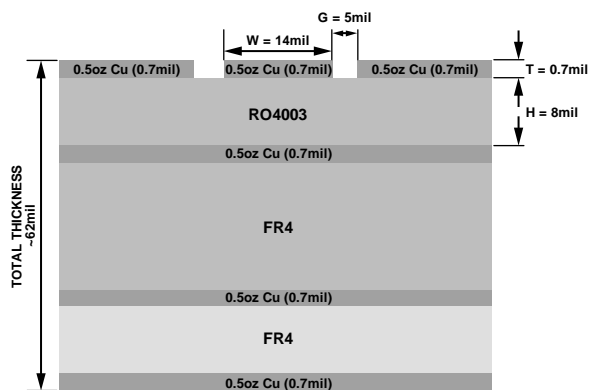 G = 5mil
W = 14mil
0.5oz Cu (0.7mil)
0.5oz Cu (0.7mil)
0.5oz Cu (0.7mil)
T = 0.7mil
RO4003
H = 8mil
0.5oz Cu (0.7mil)
TOTAL THICKNESS
~62mil
FR4
0.5oz Cu (0.7mil)
FR4
0.5oz Cu (0.7mil)